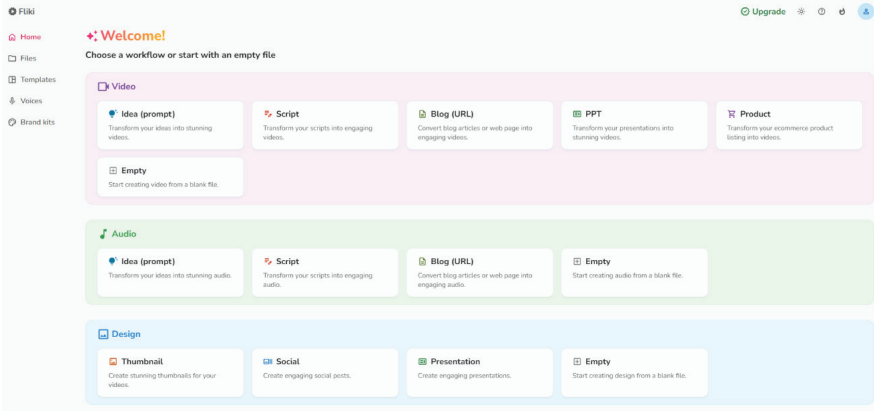 Fliki
Upgrade
Home
Files
Templates
Voices
Brand kits
Welcome!
Choose a workflow or start with an empty file
Video
Idea (prompt)
Transform your ideas into stunning
videos.
Script
Transform your scripts into engaging
videos.
Blog (URL)
Convert blog articles or web page into
engaging videos.
PPT
Transform your presentations into
stunning videos.
Product
Transform your ecommerce product
listing into videos.
Empty
Start creating video from a blank file.
Audio
Idea (prompt)
Transform your ideas into stunning audio.
Script
Transform your scripts into engaging
audio.
Blog (URL)
Convert blog articles or web page into
engaging audio.
Empty
Start creating audio from a blank file.
Design
Thumbnail
Create stunning thumbnails for your
videos.
Social
Create engaging social posts.
Presentation
Create engaging presentations.
Empty
Start creating design from a blank file.